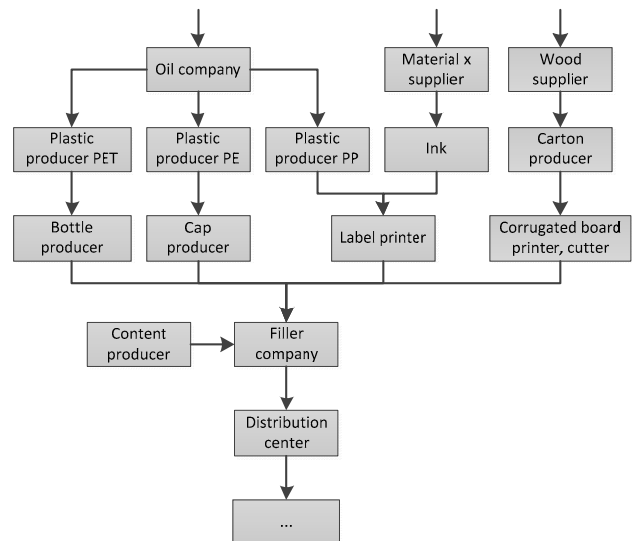 Oil company
Material x
supplier
Wood
supplier
Plastic
producer PET
Plastic
producer PE
Plastic
producer PP
Ink
Carton
producer
Bottle
producer
Cap
producer
Label printer
Corrugated board
printer, cutter
Content
producer
Filler
company
Distribution
center
...